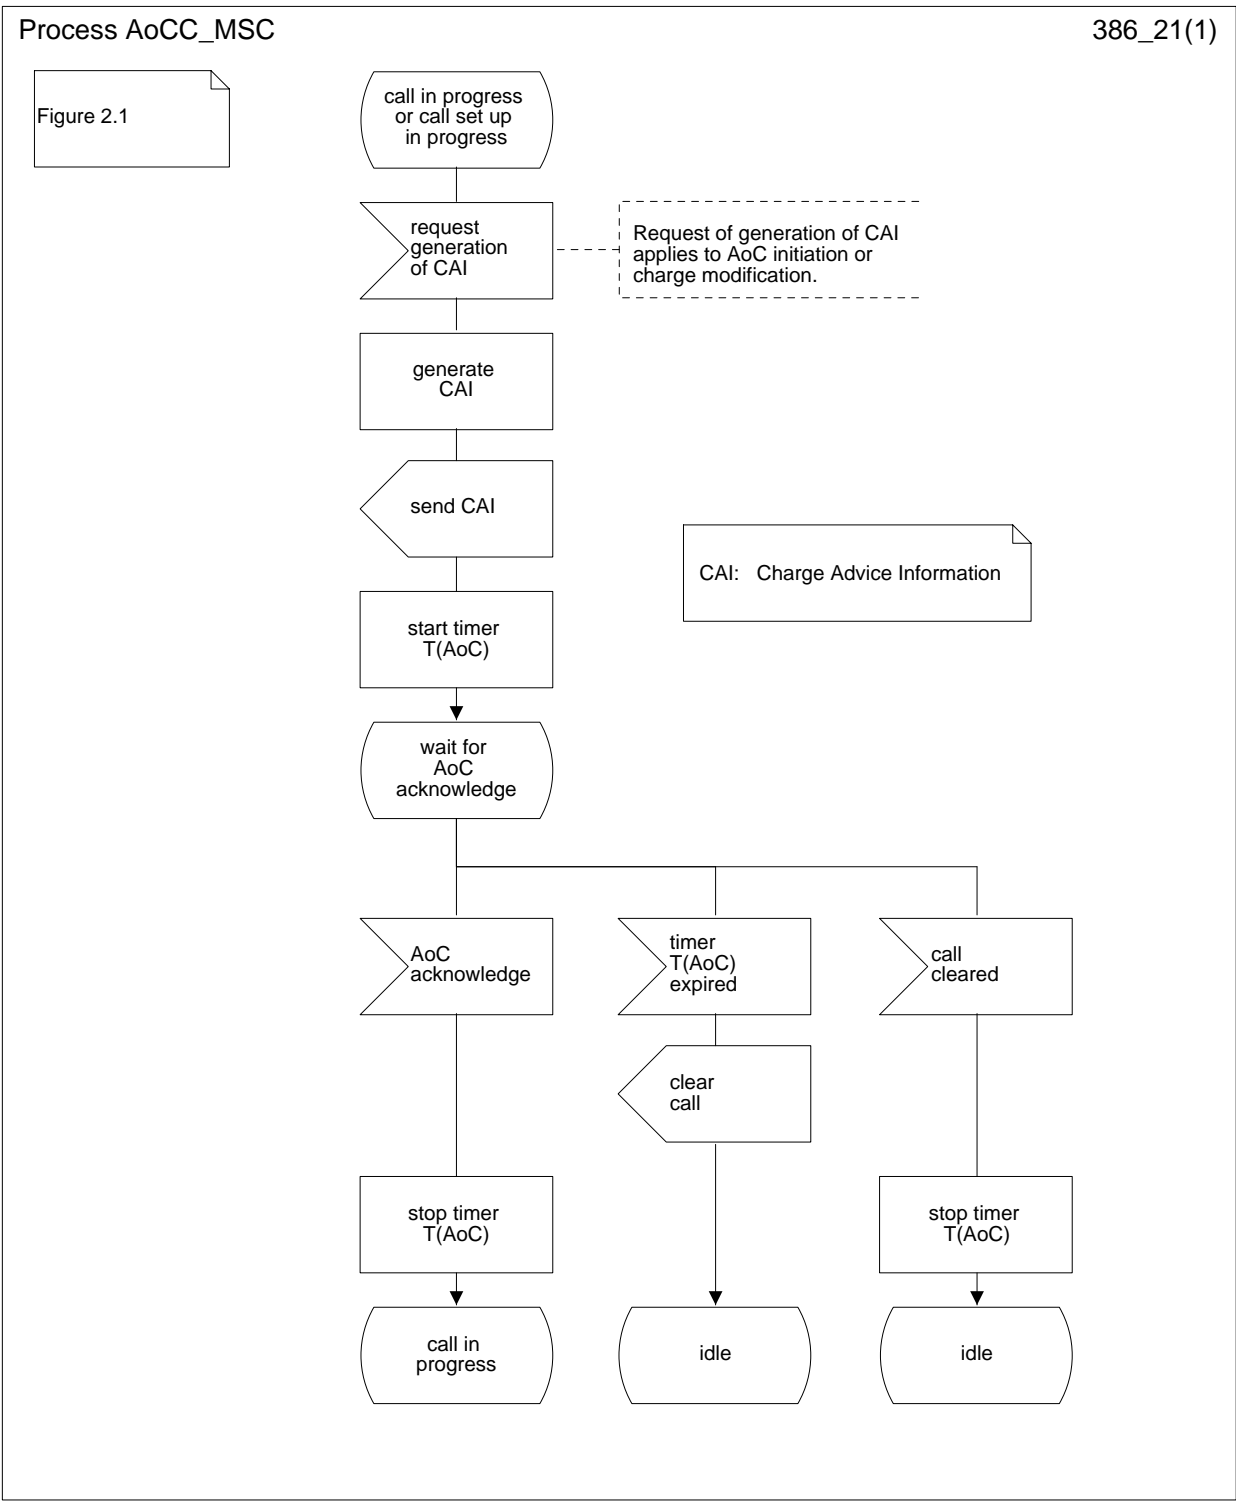 Process AoCC_MSC
386_21(1)
Figure 2.1
call in progress
or call set up
in progress
request
generation
of CAI
Request of generation of CAI
applies to AoC initiation or
charge modification.
generate
CAI
send CAI
CAI: Charge Advice Information
start timer
T(AoC)
wait for
AoC
acknowledge
AoC
acknowledge
timer
T(AoC)
expired
call
cleared
clear
call
stop timer
T(AoC)
stop timer
T(AoC)
call in
progress
idle
idle